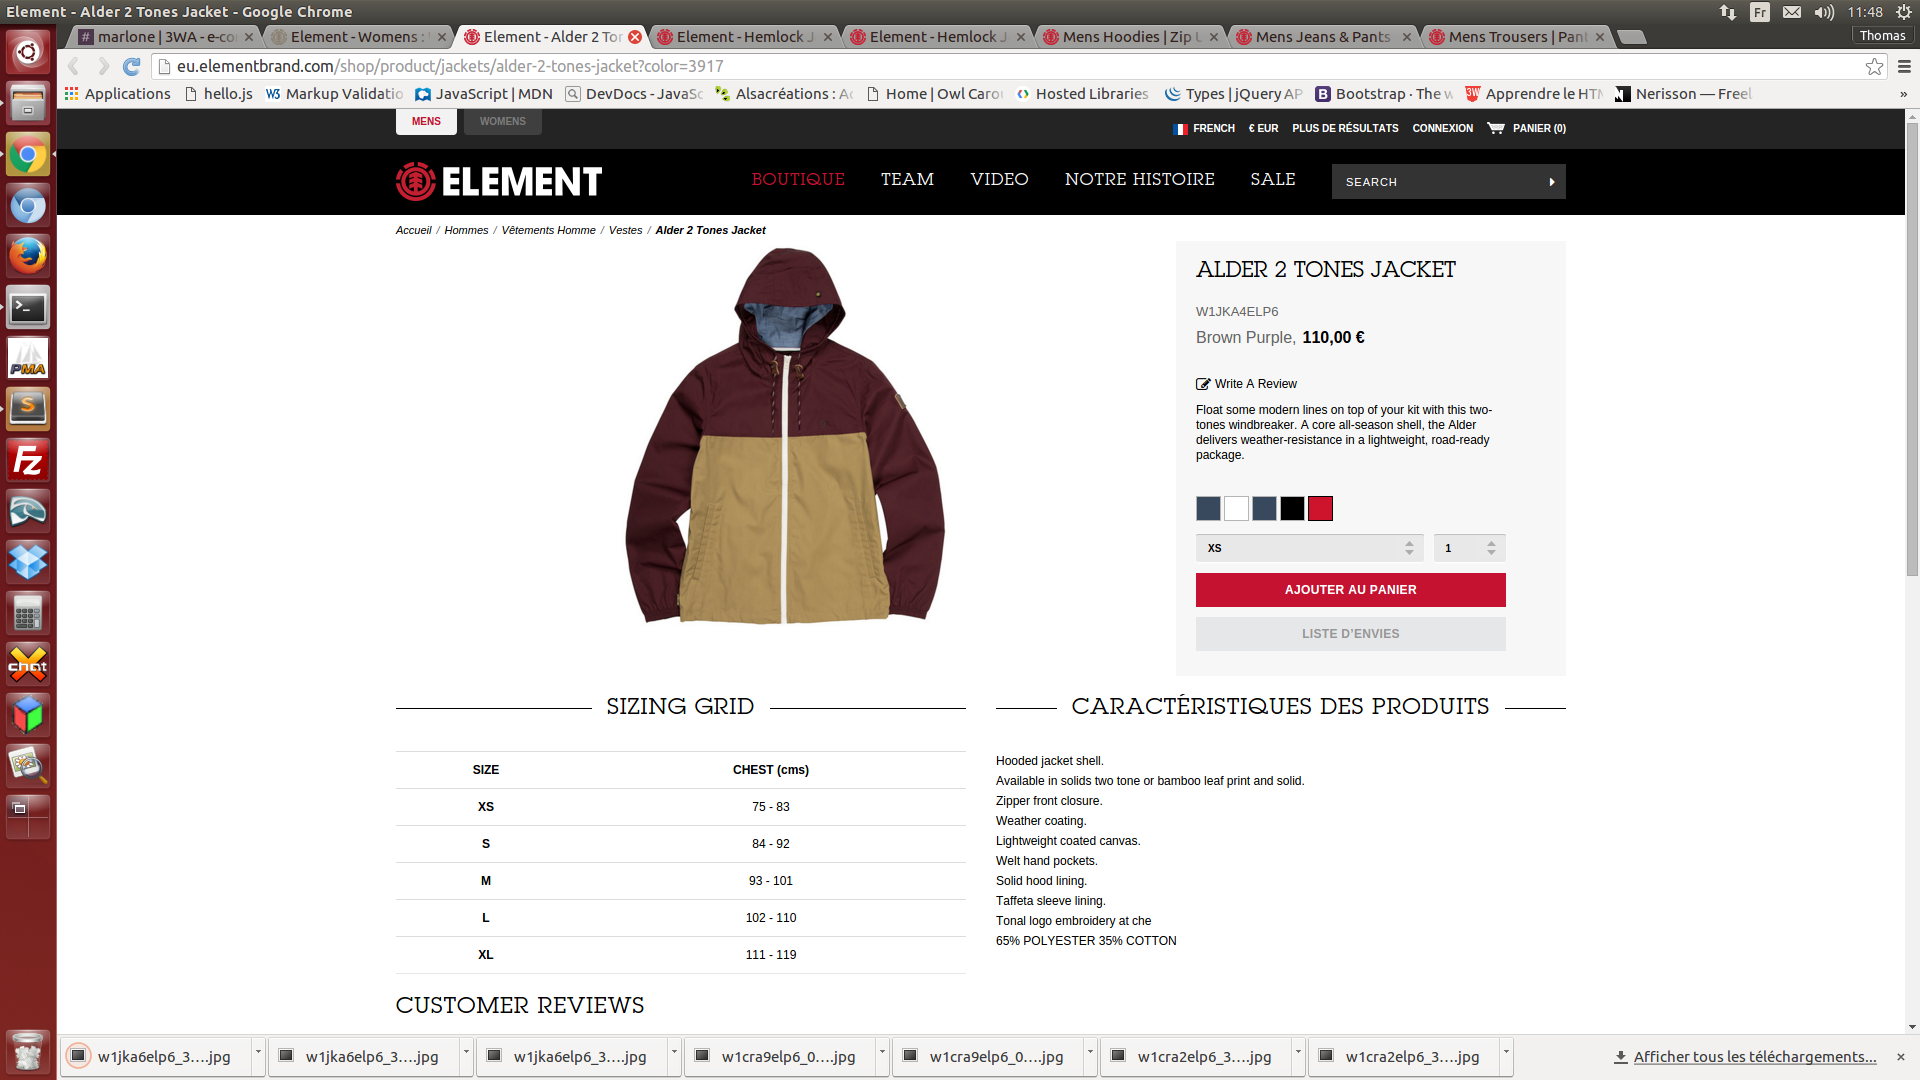 Element - Alder 2 Tones Jacket - Google Chrome
Fr
11:48
marlone | 3WA - e-co
Element - Womens :
Element - Alder 2 Tor
Element - Hemlock J
Element - Hemlock J
Mens Hoodies | Zip U
Mens Jeans & Pants
Mens Trousers | Pant
Thomas
eu.elementbrand.com/shop/product/jackets/alder-2-tones-jacket?color=3917
Applications
hello.js
Markup Validatio
JavaScript | MDN
DevDocs - JavaSc
Alsacréations : Ac
Home | Owl Carou
Hosted Libraries
Types | jQuery AP
Bootstrap · The w
Apprendre le HTM
Nerisson — Freel
»
MENS
WOMENS
FRENCH
€ EUR
PLUS DE RÉSULTATS
CONNEXION
PANIER (0)
ELEMENT
BOUTIQUE
TEAM
VIDEO
NOTRE HISTOIRE
SALE
SEARCH
Accueil / Hommes / Vêtements Homme / Vestes / Alder 2 Tones Jacket
ALDER 2 TONES JACKET
W1JKA4ELP6
Brown Purple, 110,00 €
Write A Review
Float some modern lines on top of your kit with this two-
tones windbreaker. A core all-season shell, the Alder
delivers weather-resistance in a lightweight, road-ready
package.
XS
1
AJOUTER AU PANIER
LISTE D'ENVIES
SIZING GRID
SIZE CHEST (cms)
XS 75 - 83
S 84 - 92
M 93 - 101
L 102 - 110
XL 111 - 119
CARACTÉRISTIQUES DES PRODUITS
Hooded jacket shell.
Available in solids two tone or bamboo leaf print and solid.
Zipper front closure.
Weather coating.
Lightweight coated canvas.
Welt hand pockets.
Solid hood lining.
Taffeta sleeve lining.
Tonal logo embroidery at che
65% POLYESTER 35% COTTON
CUSTOMER REVIEWS
PMA
S
Fz
chat
w1jka6elp6_3....jpg
w1jka6elp6_3....jpg
w1jka6elp6_3....jpg
w1cra9elp6_0....jpg
w1cra9elp6_0....jpg
w1cra2elp6_3....jpg
w1cra2elp6_3....jpg
Afficher tous les téléchargements...